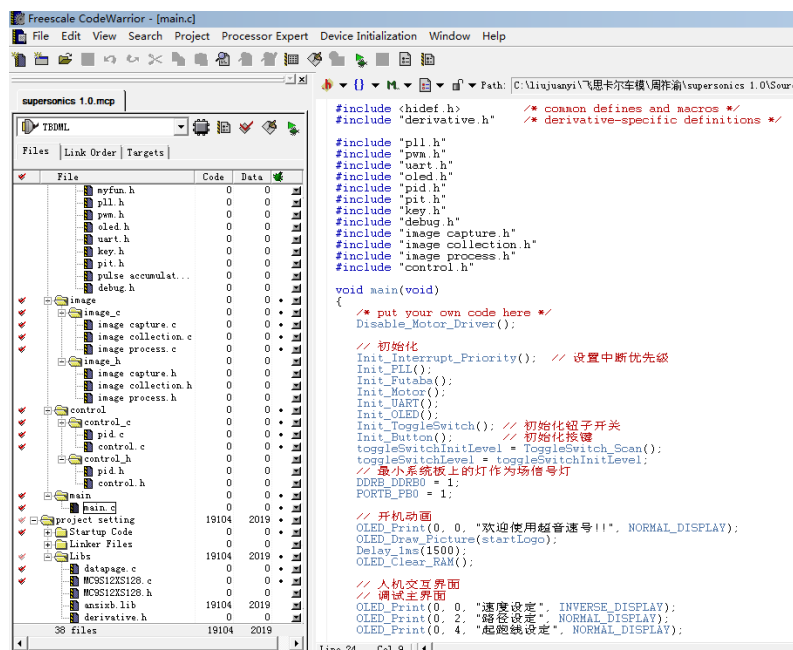 Freescale CodeWarrior - [main.c]
File Edit View Search Project Processor Expert Device Initialization Window Help
Path: C:\liujuanyi\飞思卡尔车模\周祚渝\supersonics 1.0\Sour
supersonics 1.0.mcp
TBDML
Files Link Order Targets
File Code Data
myfun.h 0 0
pll.h 0 0
pwm.h 0 0
oled.h 0 0
uart.h 0 0
key.h 0 0
pit.h 0 0
pulse accumulat... 0 0
debug.h 0 0
image 0 0
image_c 0 0
image capture.c 0 0
image collection.c 0 0
image process.c 0 0
image_h 0 0
image capture.h 0 0
image collection.h 0 0
image process.h 0 0
control 0 0
control_c 0 0
pid.c 0 0
control.c 0 0
control_h 0 0
pid.h 0 0
control.h 0 0
main 0 0
main.c 0 0
project setting 19104 2019
Startup Code 0 0
Linker Files 0 0
Libs 19104 2019
datapage.c 0 0
MC9S12XS128.c 0 0
MC9S12XS128.h 0 0
ansixb.lib 19104 2019
derivative.h 0 0
38 files 19104 2019
#include <hidef.h> /* common defines and macros */
#include "derivative.h" /* derivative-specific definitions */
#include "pll.h"
#include "pwm.h"
#include "uart.h"
#include "oled.h"
#include "pid.h"
#include "pit.h"
#include "key.h"
#include "debug.h"
#include "image capture.h"
#include "image collection.h"
#include "image process.h"
#include "control.h"
void main(void)
{
/* put your own code here */
Disable_Motor_Driver();
// 初始化
Init_Interrupt_Priority(); // 设置中断优先级
Init_PLL();
Init_Futaba();
Init_Motor();
Init_UART();
Init_OLED();
Init_ToggleSwitch(); // 初始化钮子开关
Init_Button(); // 初始化按键
toggleSwitchInitLevel = ToggleSwitch_Scan();
toggleSwitchLevel = toggleSwitchInitLevel;
// 最小系统板上的灯作为场信号灯
DDRB_DDRB0 = 1;
PORTB_PB0 = 1;
// 开机动画
OLED_Print(0, 0, "欢迎使用超音速号!!", NORMAL_DISPLAY);
OLED_Draw_Picture(startLogo);
Delay_1ms(1500);
OLED_Clear_RAM();
// 人机交互界面
// 调试主界面
OLED_Print(0, 0, "速度设定", INVERSE_DISPLAY);
OLED_Print(0, 2, "路径设定", NORMAL_DISPLAY);
OLED_Print(0, 4, "起跑线设定", NORMAL_DISPLAY);
Line 24 Col 9